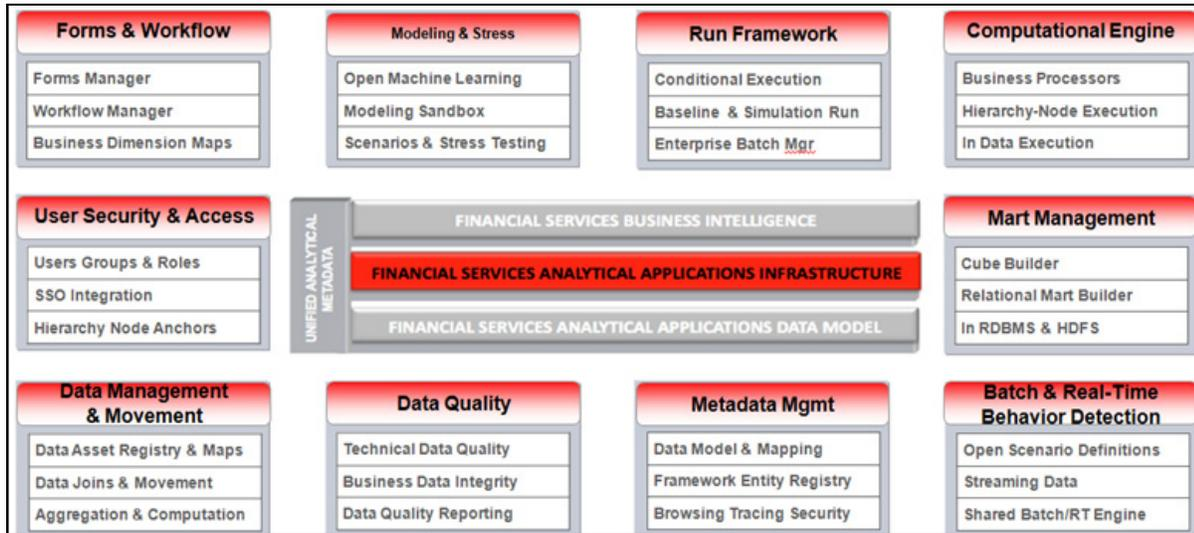 Forms & Workflow
Forms Manager
Workflow Manager
Business Dimension Maps
Modeling & Stress
Open Machine Learning
Modeling Sandbox
Scenarios & Stress Testing
Run Framework
Conditional Execution
Baseline & Simulation Run
Enterprise Batch Mgr
Computational Engine
Business Processors
Hierarchy-Node Execution
In Data Execution
User Security & Access
Users Groups & Roles
SSO Integration
Hierarchy Node Anchors
UNIFIED ANALYTICAL
METADATA
FINANCIAL SERVICES BUSINESS INTELLIGENCE
FINANCIAL SERVICES ANALYTICAL APPLICATIONS INFRASTRUCTURE
FINANCIAL SERVICES ANALYTICAL APPLICATIONS DATA MODEL
Mart Management
Cube Builder
Relational Mart Builder
In RDBMS & HDFS
Data Management
& Movement
Data Asset Registry & Maps
Data Joins & Movement
Aggregation & Computation
Data Quality
Technical Data Quality
Business Data Integrity
Data Quality Reporting
Metadata Mgmt
Data Model & Mapping
Framework Entity Registry
Browsing Tracing Security
Batch & Real-Time
Behavior Detection
Open Scenario Definitions
Streaming Data
Shared Batch/RT Engine